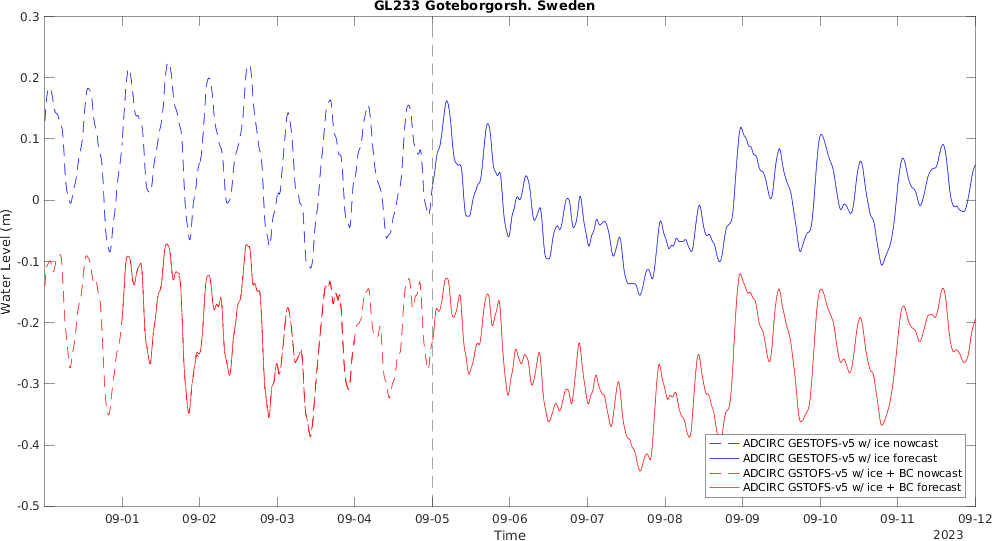 GL233 Goteborgorsh. Sweden
0.3
0.2
0.1
0
-0.1
-0.2
-0.3
-0.4
-0.5
Water Level (m)
ADCIRC GESTOFS-v5 w/ ice nowcast
ADCIRC GESTOFS-v5 w/ ice forecast
ADCIRC GSTOFS-v5 w/ ice + BC nowcast
ADCIRC GSTOFS-v5 w/ ice + BC forecast
09-01 09-02 09-03 09-04 09-05 09-06 09-07 09-08 09-09 09-10 09-11 09-12
Time
2023